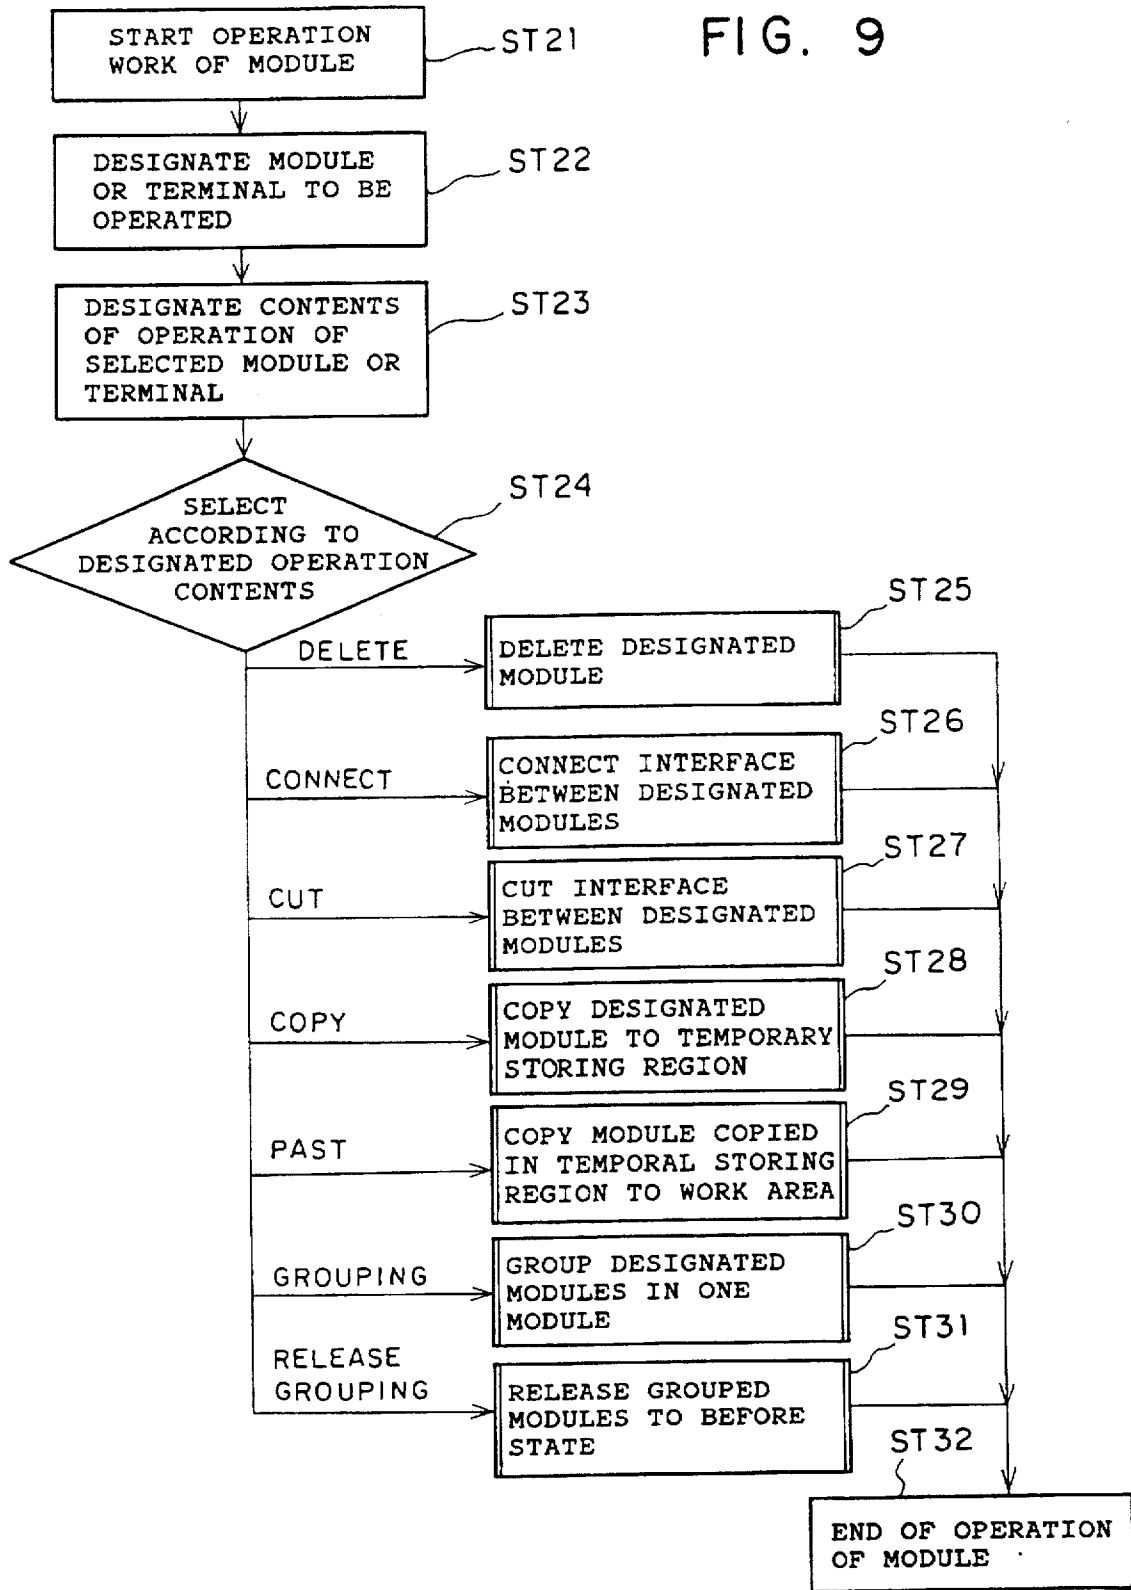 FIG. 9
START OPERATION
WORK OF MODULE
ST21
DESIGNATE MODULE
OR TERMINAL TO BE
OPERATED
ST22
DESIGNATE CONTENTS
OF OPERATION OF
SELECTED MODULE OR
TERMINAL
ST23
SELECT
ACCORDING TO
DESIGNATED OPERATION
CONTENTS
ST24
DELETE
DELETE DESIGNATED
MODULE
ST25
CONNECT
CONNECT INTERFACE
BETWEEN DESIGNATED
MODULES
ST26
CUT
CUT INTERFACE
BETWEEN DESIGNATED
MODULES
ST27
COPY
COPY DESIGNATED
MODULE TO TEMPORARY
STORING REGION
ST28
PAST
COPY MODULE COPIED
IN TEMPORAL STORING
REGION TO WORK AREA
ST29
GROUPING
GROUP DESIGNATED
MODULES IN ONE
MODULE
ST30
RELEASE
GROUPING
RELEASE GROUPED
MODULES TO BEFORE
STATE
ST31
ST32
END OF OPERATION
OF MODULE